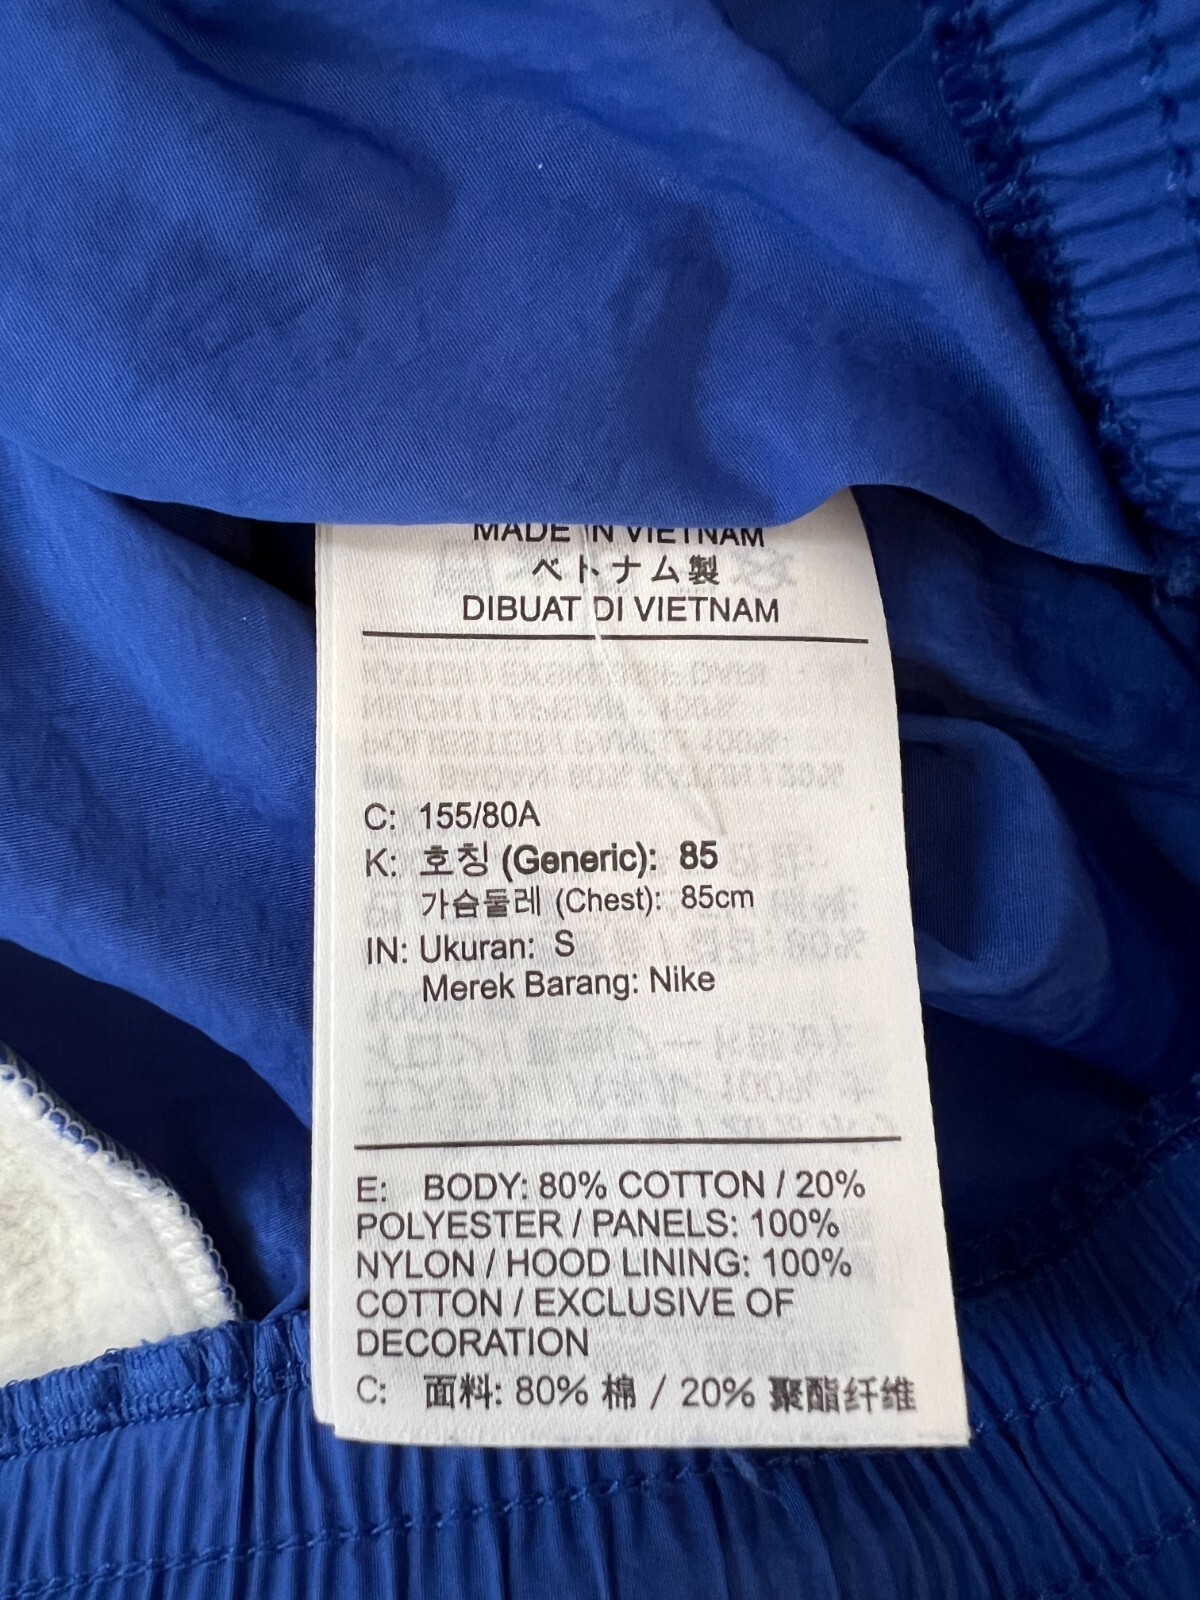 MADE IN VIETNAM
ベトナム製
DIBUAT DI VIETNAM
C: 155/80A
K: 호칭 (Generic): 85
가슴둘레 (Chest): 85cm
IN: Ukuran: S
Merek Barang: Nike
E: BODY: 80% COTTON / 20%
POLYESTER / PANELS: 100%
NYLON / HOOD LINING: 100%
COTTON / EXCLUSIVE OF
DECORATION
C: 面料: 80% 棉 / 20% 聚酯纤维